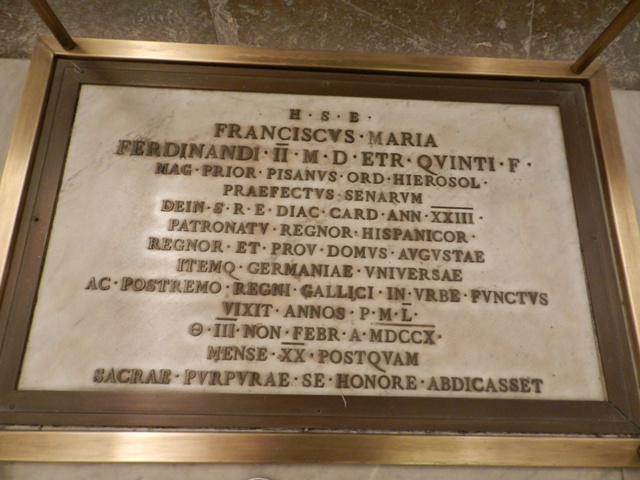 H · S · E ·
FRANCISCVS · MARIA
FERDINANDI · II · M · D · ETR · QVINTI · F ·
MAG · PRIOR · PISANVS · ORD · HIEROSOL ·
PRAEFECTVS SENARVM
DEIN · S · R · E · DIAC · CARD · ANN · XXIII ·
PATRONATV · REGNOR · HISPANICOR ·
REGNOR · ET · PROV · DOMVS · AVGVSTAE
ITEMQ · GERMANIAE · VNIVERSAE
AC · POSTREMO · REGNI · GALLICI · IN · VRBE · FVNCTVS
VIXIT · ANNOS · P · M · L ·
Θ · III · NON · FEBR · A · MDCCX ·
MENSE · XX · POSTQVAM
SACRAE · PVRPVRAE · SE · HONORE · ABDICASSET